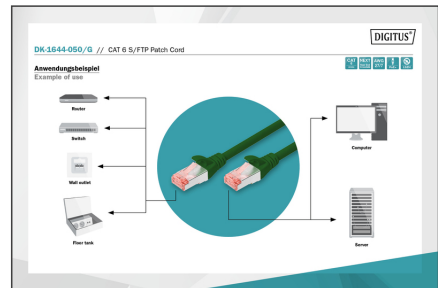 DIGITUS®
DK-1644-050/G // CAT 6 S/FTP Patch Cord
Anwendungsbeispiel
Example of use
Router
Switch
Wall outlet
Floor tank
Computer
Server